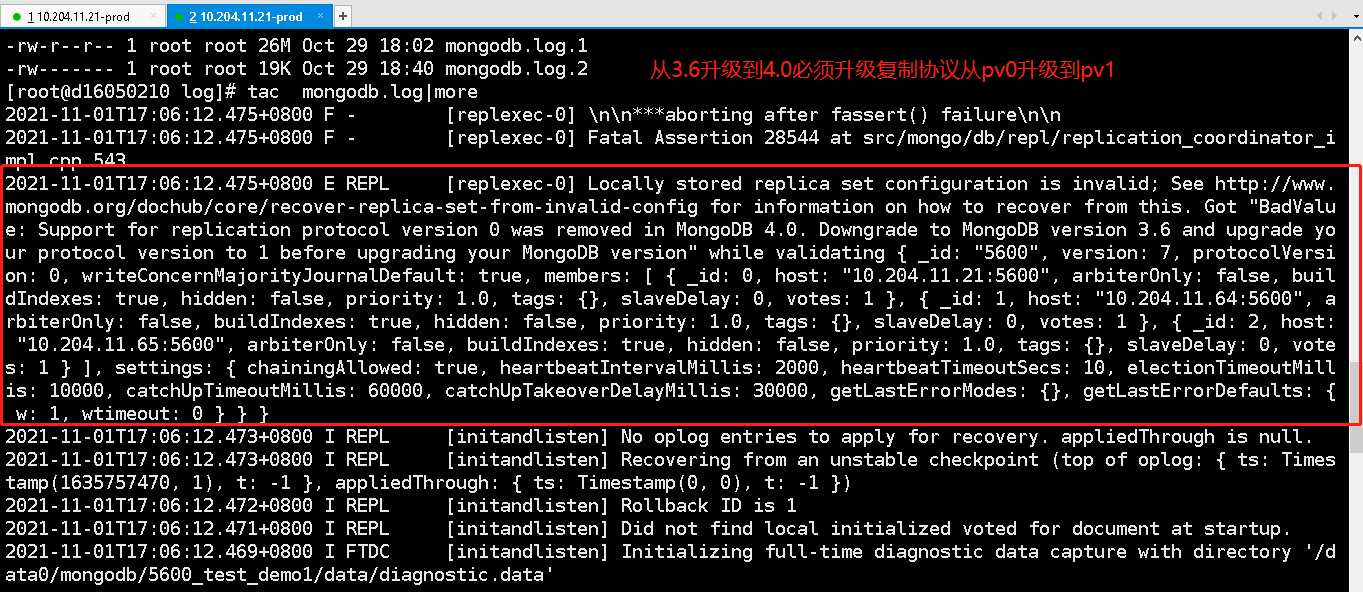 1 10.204.11.21-prod × 2 10.204.11.21-prod × +
-rw-r--r-- 1 root root 26M Oct 29 18:02 mongodb.log.1
-rw------- 1 root root 19K Oct 29 18:40 mongodb.log.2
从3.6升级到4.0必须升级复制协议从pv0升级到pv1
[root@d16050210 log]# tac  mongodb.log|more
2021-11-01T17:06:12.475+0800 F -        [replexec-0] \n\n***aborting after fassert() failure\n\n
2021-11-01T17:06:12.475+0800 F -        [replexec-0] Fatal Assertion 28544 at src/mongo/db/repl/replication_coordinator_i
mpl.cpp 543
2021-11-01T17:06:12.475+0800 E REPL     [replexec-0] Locally stored replica set configuration is invalid; See http://www.
mongodb.org/dochub/core/recover-replica-set-from-invalid-config for information on how to recover from this. Got "BadValu
e: Support for replication protocol version 0 was removed in MongoDB 4.0. Downgrade to MongoDB version 3.6 and upgrade yo
ur protocol version to 1 before upgrading your MongoDB version" while validating { _id: "5600", version: 7, protocolVersi
on: 0, writeConcernMajorityJournalDefault: true, members: [ { _id: 0, host: "10.204.11.21:5600", arbiterOnly: false, buil
dIndexes: true, hidden: false, priority: 1.0, tags: {}, slaveDelay: 0, votes: 1 }, { _id: 1, host: "10.204.11.64:5600", a
rbiterOnly: false, buildIndexes: true, hidden: false, priority: 1.0, tags: {}, slaveDelay: 0, votes: 1 }, { _id: 2, host:
 "10.204.11.65:5600", arbiterOnly: false, buildIndexes: true, hidden: false, priority: 1.0, tags: {}, slaveDelay: 0, vote
s: 1 } ], settings: { chainingAllowed: true, heartbeatIntervalMillis: 2000, heartbeatTimeoutSecs: 10, electionTimeoutMill
is: 10000, catchUpTimeoutMillis: 60000, catchUpTakeoverDelayMillis: 30000, getLastErrorModes: {}, getLastErrorDefaults: {
 w: 1, wtimeout: 0 } } }
2021-11-01T17:06:12.473+0800 I REPL     [initandlisten] No oplog entries to apply for recovery. appliedThrough is null.
2021-11-01T17:06:12.473+0800 I REPL     [initandlisten] Recovering from an unstable checkpoint (top of oplog: { ts: Times
tamp(1635757470, 1), t: -1 }, appliedThrough: { ts: Timestamp(0, 0), t: -1 })
2021-11-01T17:06:12.472+0800 I REPL     [initandlisten] Rollback ID is 1
2021-11-01T17:06:12.471+0800 I REPL     [initandlisten] Did not find local initialized voted for document at startup.
2021-11-01T17:06:12.469+0800 I FTDC     [initandlisten] Initializing full-time diagnostic data capture with directory '/d
ata0/mongodb/5600_test_demo1/data/diagnostic.data'